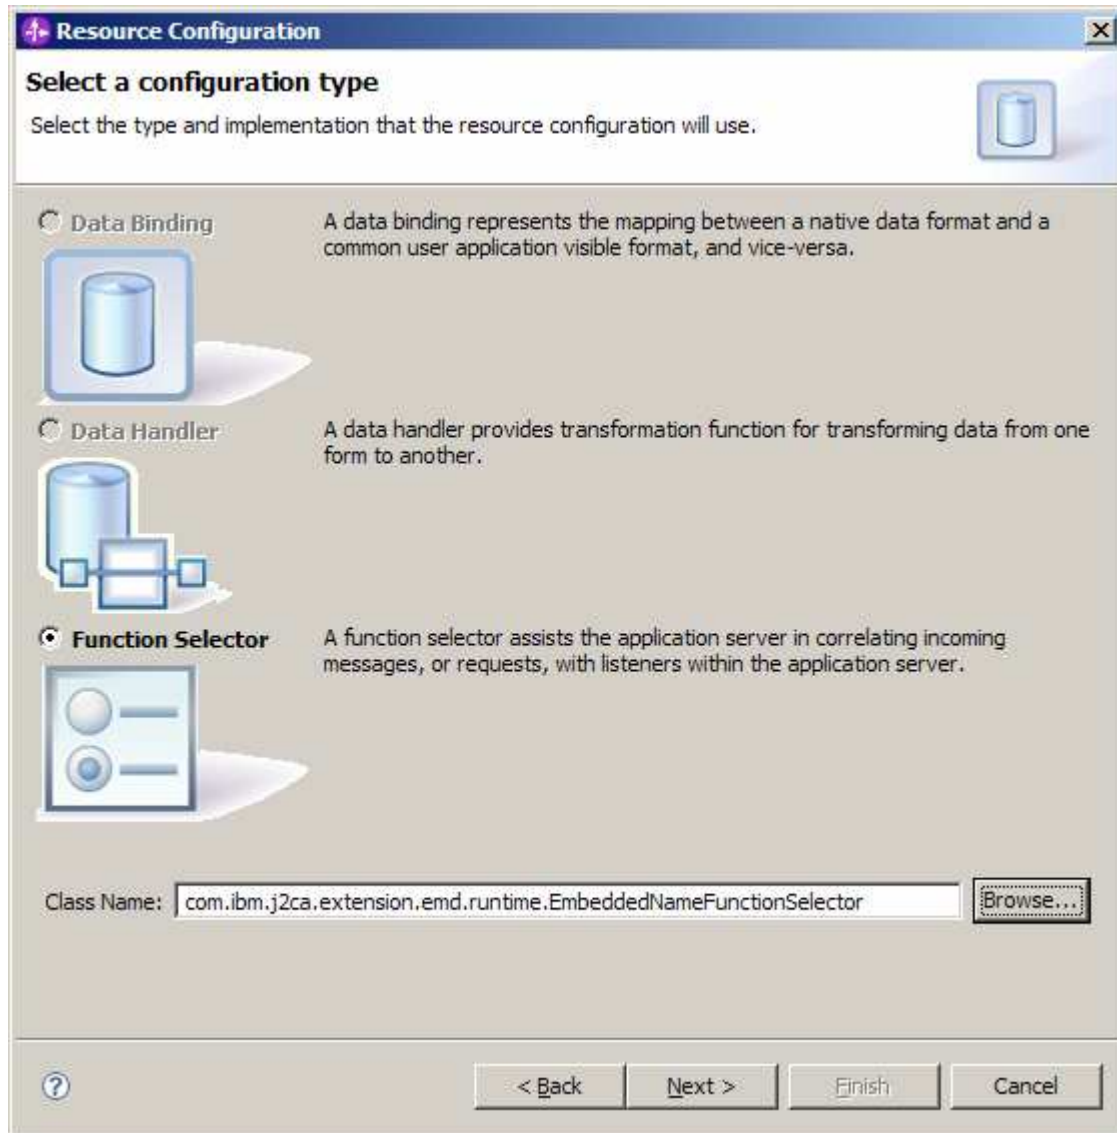 Resource Configuration
Select a configuration type
Select the type and implementation that the resource configuration will use.
Data Binding
A data binding represents the mapping between a native data format and a
common user application visible format, and vice-versa.
Data Handler
A data handler provides transformation function for transforming data from one
form to another.
Function Selector
A function selector assists the application server in correlating incoming
messages, or requests, with listeners within the application server.
Class Name: com.ibm.j2ca.extension.emd.runtime.EmbeddedNameFunctionSelector Browse...
? < Back Next > Finish Cancel